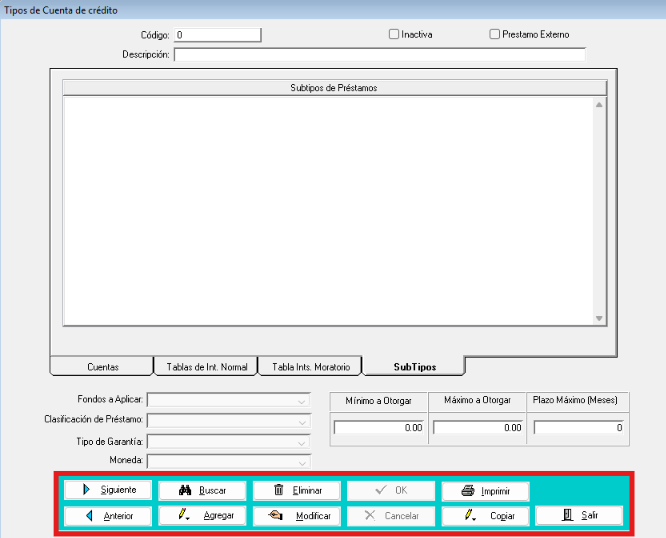 Tipos de Cuenta de crédito
Código: 0 Inactiva Prestamo Externo
Descripción:
Subtipos de Préstamos
Cuentas Tablas de Int. Normal Tabla Ints. Moratorio SubTipos
Fondos a Aplicar:
Clasificación de Préstamo:
Tipo de Garantía:
Moneda:
Mínimo a Otorgar Máximo a Otorgar Plazo Máximo (Meses)
0.00 0.00 0
Siguiente Buscar Eliminar OK Imprimir
Anterior Agregar Modificar Cancelar Copiar Salir